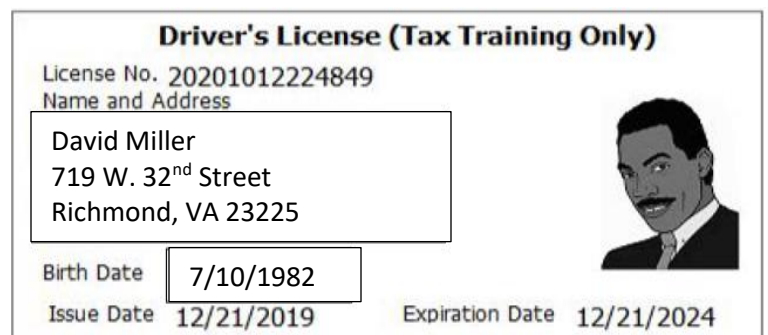 Driver's License (Tax Training Only)
License No. 20201012224849
Name and Address
David Miller
719 W. 32nd Street
Richmond, VA 23225
Birth Date 7/10/1982
Issue Date 12/21/2019 Expiration Date 12/21/2024